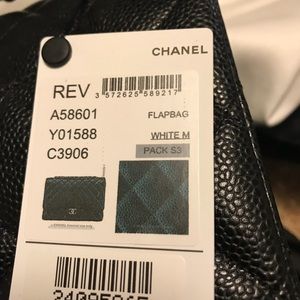 CHANEL
REV
3 572625 589217
A58601
FLAPBAG
Y01588
WHITE M
C3906
PACK S3